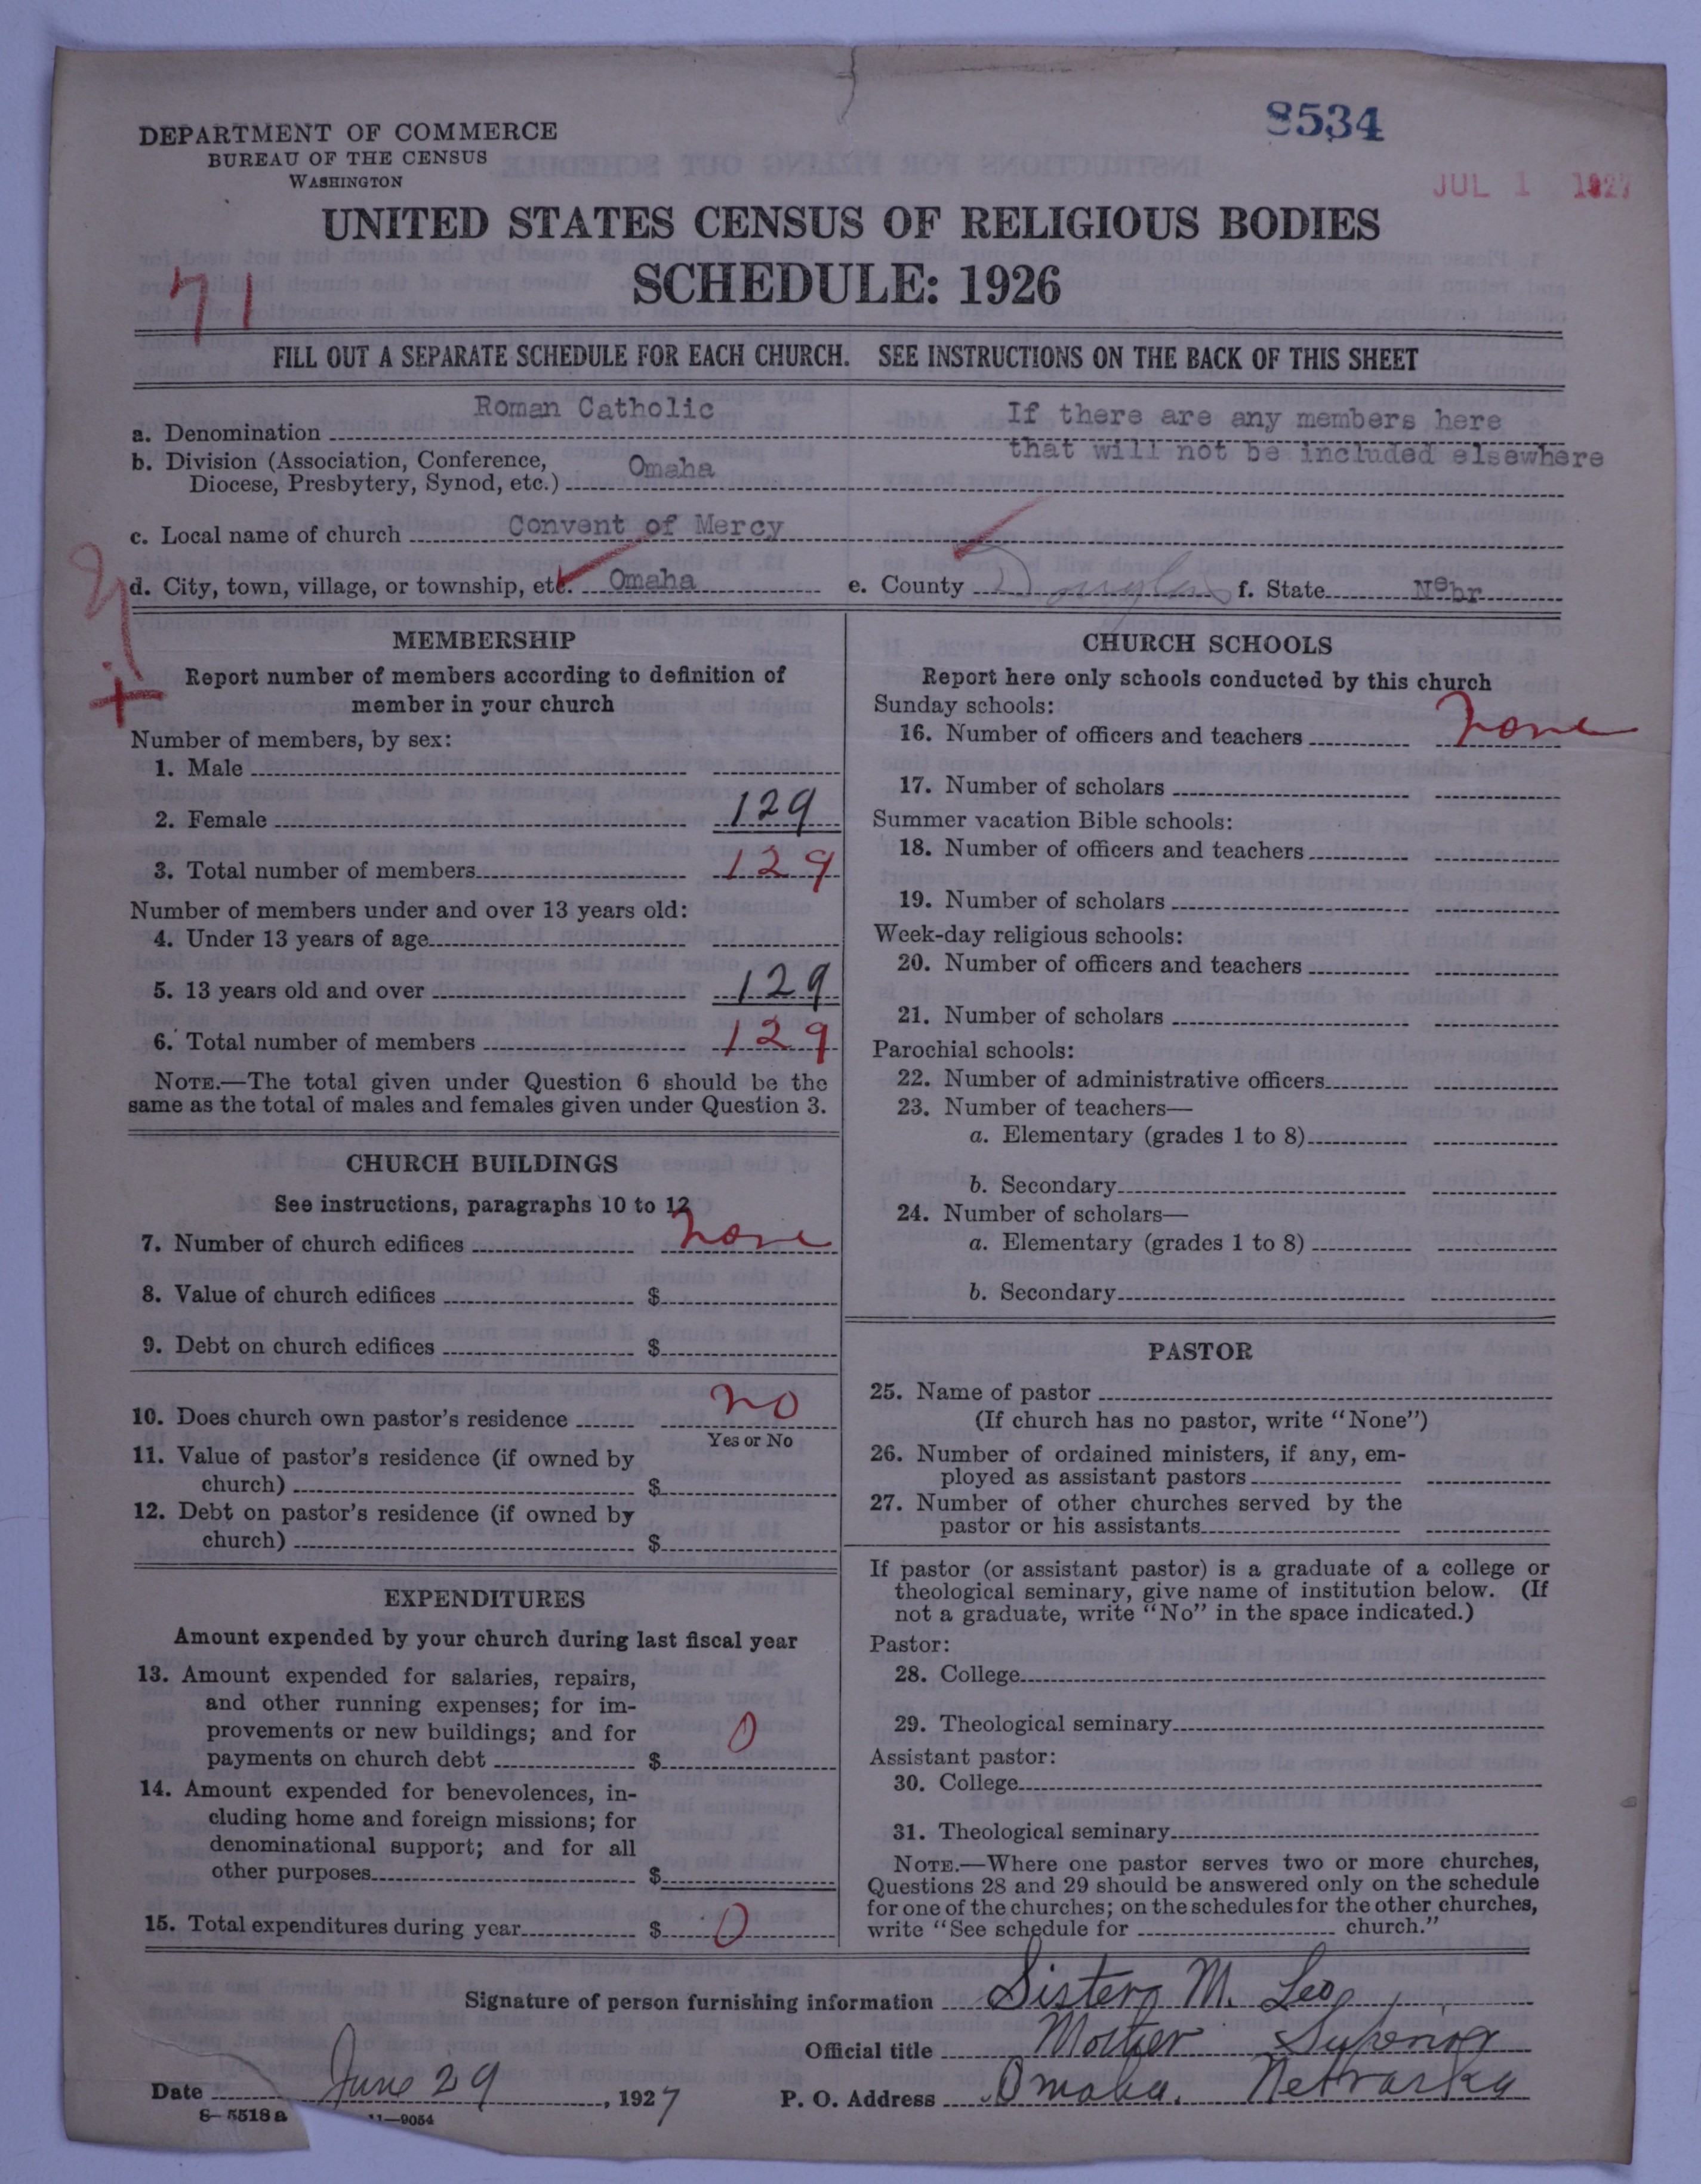 8534
DEPARTMENT OF COMMERCE
BUREAU OF THE CENSUS
WASHINGTON
JUL 1 1927
UNITED STATES CENSUS OF RELIGIOUS BODIES
SCHEDULE: 1926
71
FILL OUT A SEPARATE SCHEDULE FOR EACH CHURCH. SEE INSTRUCTIONS ON THE BACK OF THIS SHEET
a. Denomination Roman Catholic
If there are any members here
that will not be included elsewhere
b. Division (Association, Conference,
Diocese, Presbytery, Synod, etc.) Omaha
c. Local name of church Convent of Mercy
d. City, town, village, or township, etc. Omaha e. County Douglas f. State Nebr
MEMBERSHIP
Report number of members according to definition of
member in your church
Number of members, by sex:
1. Male
2. Female 129
3. Total number of members 129
Number of members under and over 13 years old:
4. Under 13 years of age
5. 13 years old and over 129
6. Total number of members 129
NOTE.—The total given under Question 6 should be the
same as the total of males and females given under Question 3.
CHURCH BUILDINGS
See instructions, paragraphs 10 to 12
7. Number of church edifices none
8. Value of church edifices $
9. Debt on church edifices $
10. Does church own pastor's residence no
Yes or No
11. Value of pastor's residence (if owned by
church) $
12. Debt on pastor's residence (if owned by
church) $
EXPENDITURES
Amount expended by your church during last fiscal year
13. Amount expended for salaries, repairs,
and other running expenses; for im-
provements or new buildings; and for
payments on church debt $ 0
14. Amount expended for benevolences, in-
cluding home and foreign missions; for
denominational support; and for all
other purposes $
15. Total expenditures during year $ 0
CHURCH SCHOOLS
Report here only schools conducted by this church
Sunday schools:
16. Number of officers and teachers none
17. Number of scholars
Summer vacation Bible schools:
18. Number of officers and teachers
19. Number of scholars
Week-day religious schools:
20. Number of officers and teachers
21. Number of scholars
Parochial schools:
22. Number of administrative officers
23. Number of teachers—
a. Elementary (grades 1 to 8)
b. Secondary
24. Number of scholars—
a. Elementary (grades 1 to 8)
b. Secondary
PASTOR
25. Name of pastor
(If church has no pastor, write "None")
26. Number of ordained ministers, if any, em-
ployed as assistant pastors
27. Number of other churches served by the
pastor or his assistants
If pastor (or assistant pastor) is a graduate of a college or
theological seminary, give name of institution below. (If
not a graduate, write "No" in the space indicated.)
Pastor:
28. College
29. Theological seminary
Assistant pastor:
30. College
31. Theological seminary
NOTE.—Where one pastor serves two or more churches,
Questions 28 and 29 should be answered only on the schedule
for one of the churches; on the schedules for the other churches,
write "See schedule for church."
Signature of person furnishing information Sister M. Leo
Official title Mother Superior
Date June 29, 1927 P. O. Address Omaha, Nebraska
8—5518a 11—9054